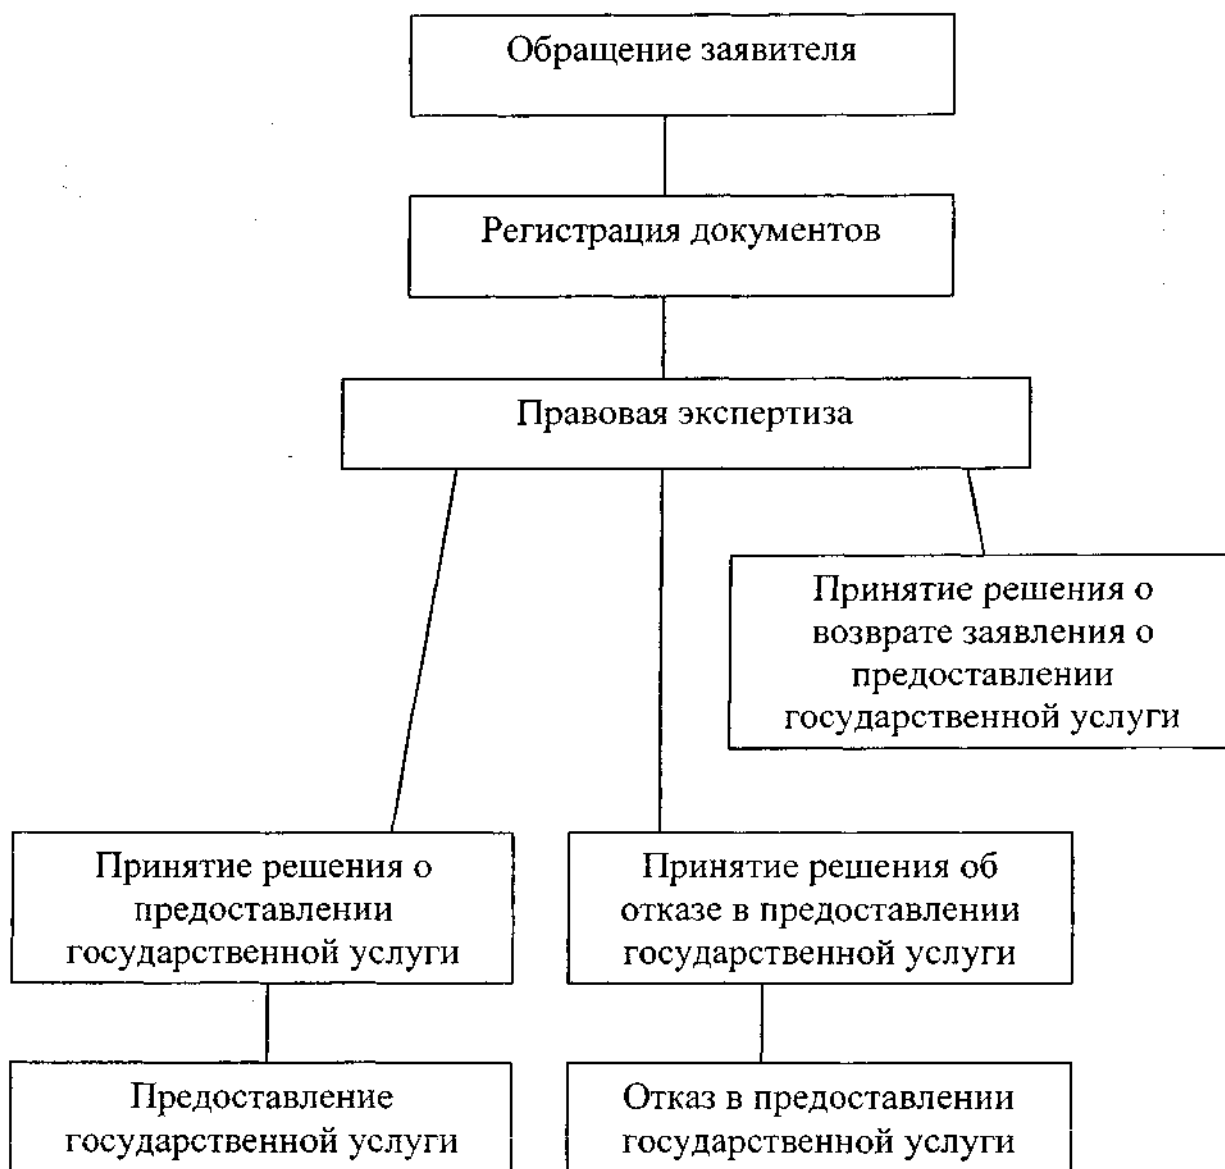 Обращение заявителя
Регистрация документов
Правовая экспертиза
Принятие решения о
возврате заявления о
предоставлении
государственной услуги
Принятие решения о
предоставлении
государственной услуги
Принятие решения об
отказе в предоставлении
государственной услуги
Предоставление
государственной услуги
Отказ в предоставлении
государственной услуги